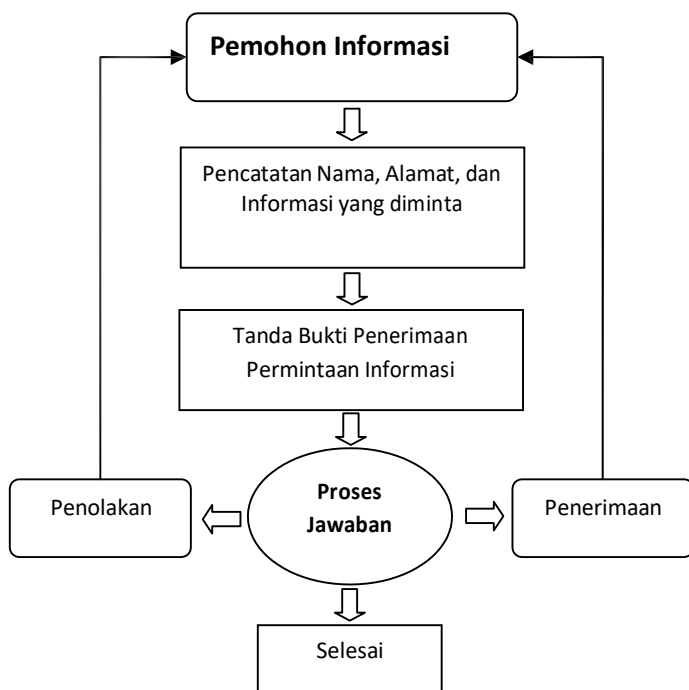 Pemohon Informasi
Pencatatan Nama, Alamat, dan
Informasi yang diminta
Tanda Bukti Penerimaan
Permintaan Informasi
Penolakan
Proses
Jawaban
Penerimaan
Selesai